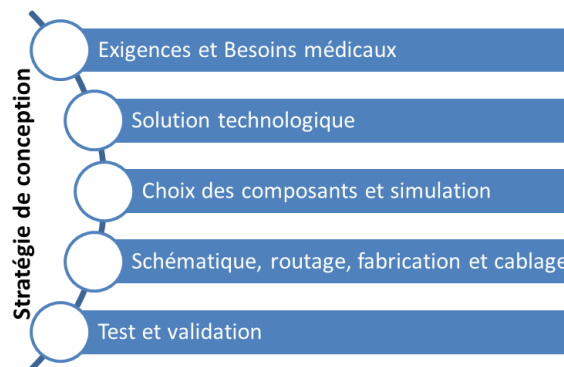 Stratégie de conception
Exigences et Besoins médicaux
Solution technologique
Choix des composants et simulation
Schématique, routage, fabrication et cablage
Test et validation